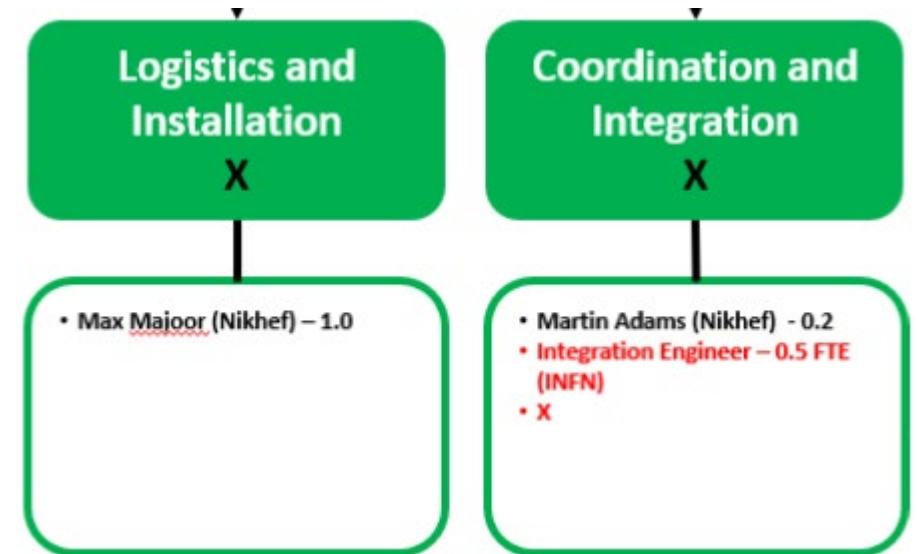 Logistics and
Installation
X
• Max Majoor (Nikhef) – 1.0
Coordination and
Integration
X
• Martin Adams (Nikhef)  - 0.2
• Integration Engineer – 0.5 FTE
(INFN)
• X